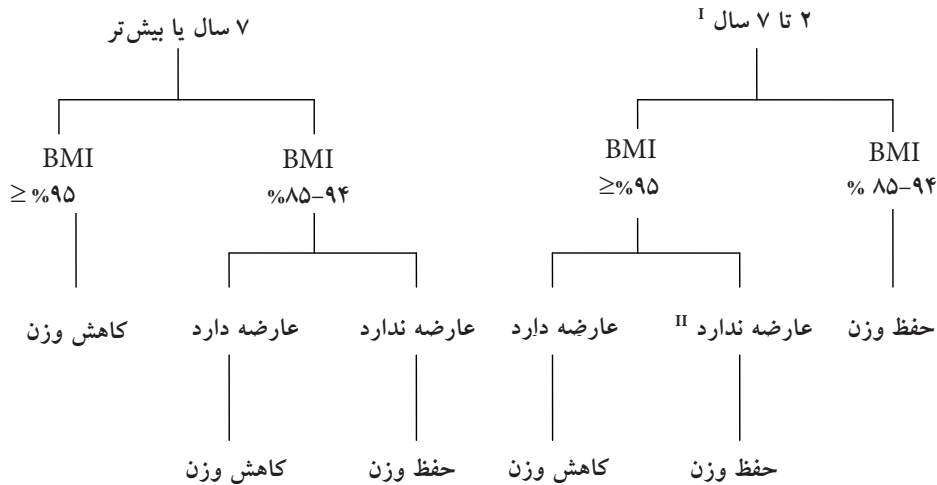 ۲ تا ۷ سال I
۷ سال یا بیش‌تر
BMI
% ۸۵–۹۴
BMI
≥%۹۵
BMI
%۸۵–۹۴
BMI
≥ %۹۵
حفظ وزن
عارضه ندارد II
عارضه دارد
عارضه ندارد
عارضه دارد
کاهش وزن
حفظ وزن
کاهش وزن
حفظ وزن
کاهش وزن